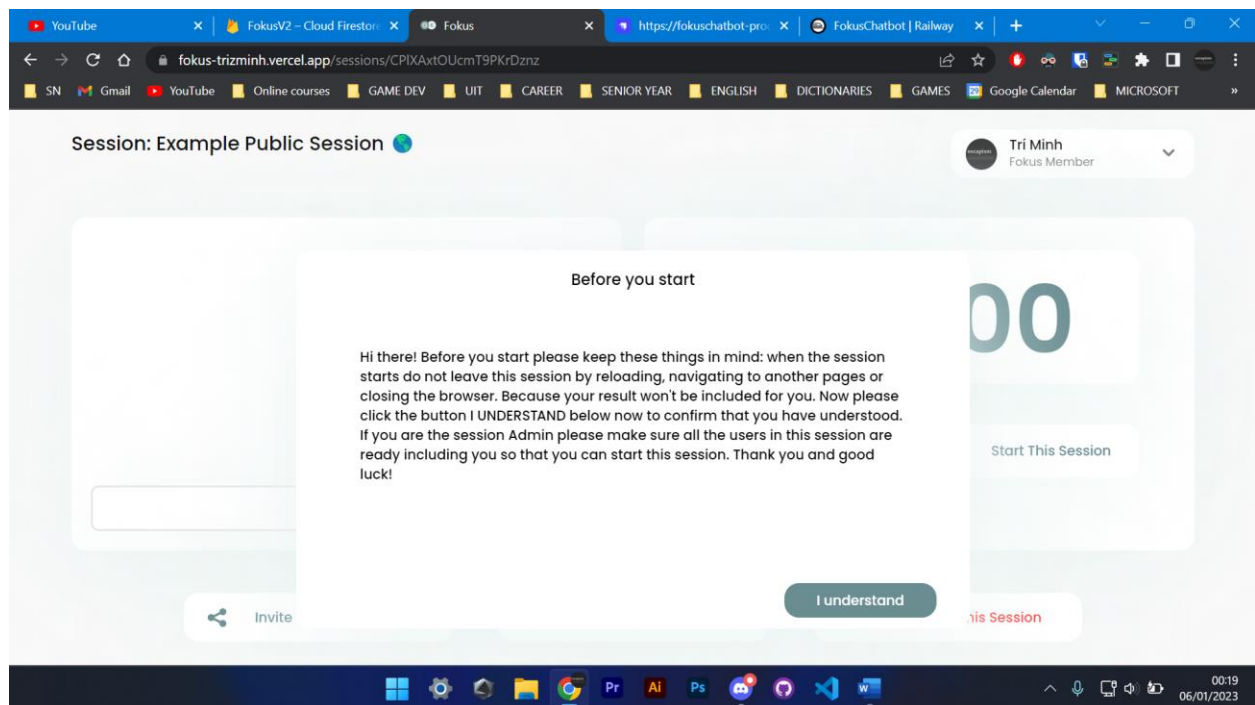 YouTube
FokusV2 – Cloud Firestore
Fokus
https://fokuschatbot-pro
FokusChatbot | Railway
fokus-trizminh.vercel.app/sessions/CPlXAxtOUcmT9PKrDznz
SN
Gmail
YouTube
Online courses
GAME DEV
UIT
CAREER
SENIOR YEAR
ENGLISH
DICTIONARIES
GAMES
Google Calendar
MICROSOFT
»
Session: Example Public Session
Trí Minh
Fokus Member
Before you start
00
Hi there! Before you start please keep these things in mind: when the session
starts do not leave this session by reloading, navigating to another pages or
closing the browser. Because your result won't be included for you. Now please
click the button I UNDERSTAND below now to confirm that you have understood.
If you are the session Admin please make sure all the users in this session are
ready including you so that you can start this session. Thank you and good
luck!
Start This Session
I understand
Invite
his Session
Pr
Ai
Ps
W
00:19
06/01/2023